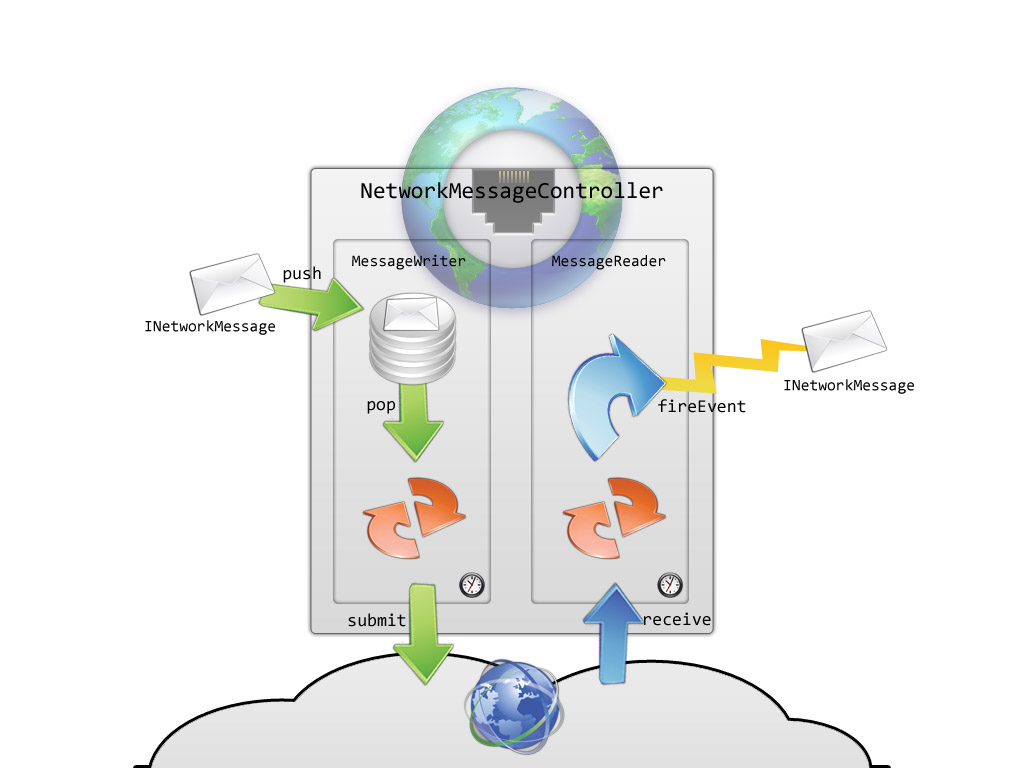 NetworkMessageController
MessageWriter
MessageReader
push
INetworkMessage
INetworkMessage
pop
fireEvent
submit
receive